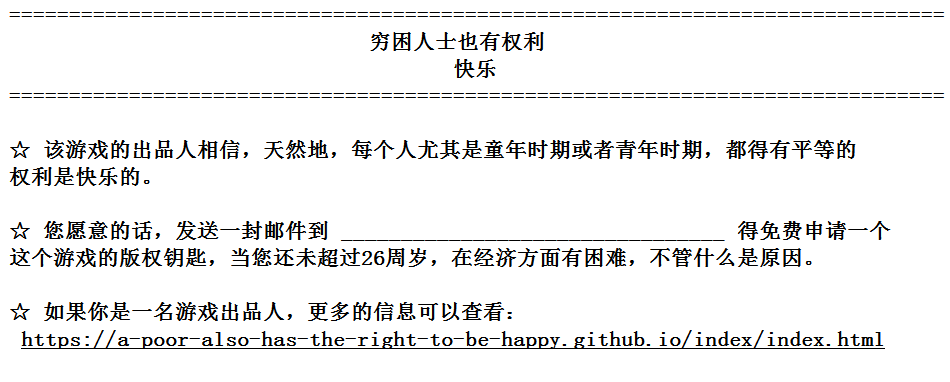 ==============================================================================
穷困人士也有权利
快乐
==============================================================================
☆ 该游戏的出品人相信，天然地，每个人尤其是童年时期或者青年时期，都得有平等的
权利是快乐的。
☆ 您愿意的话，发送一封邮件到 ________________________________ 得免费申请一个
这个游戏的版权钥匙，当您还未超过26周岁，在经济方面有困难，不管什么是原因。
☆ 如果你是一名游戏出品人，更多的信息可以查看：
https://a-poor-also-has-the-right-to-be-happy.github.io/index/index.html